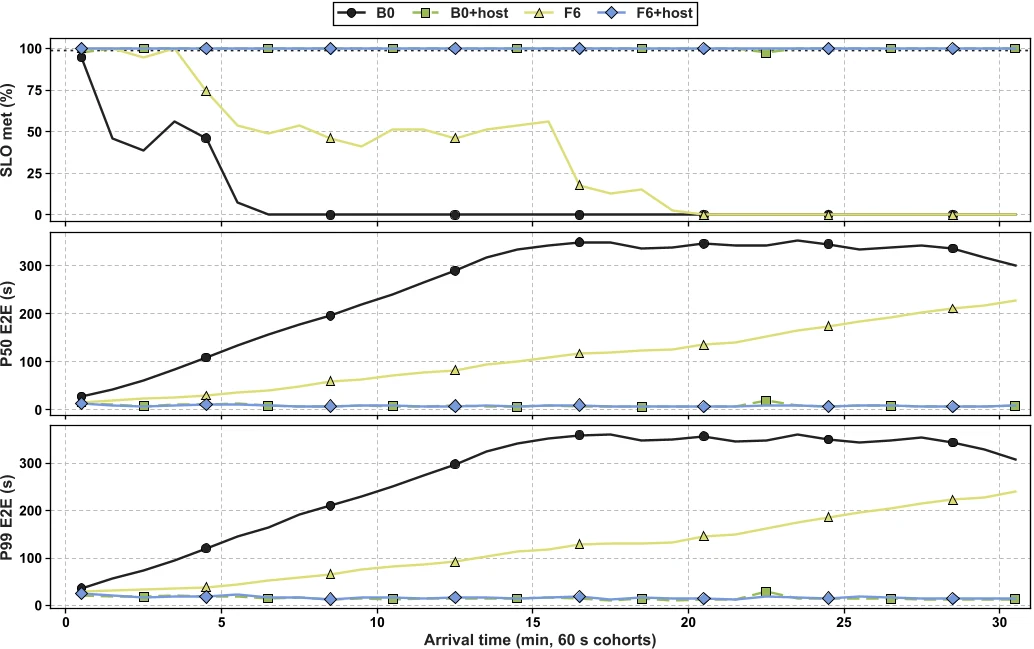 B0 B0+host F6 F6+host
SLO met (%)
100
75
50
25
0
P50 E2E (s)
300
200
100
0
P99 E2E (s)
300
200
100
0
0 5 10 15 20 25 30
Arrival time (min, 60 s cohorts)